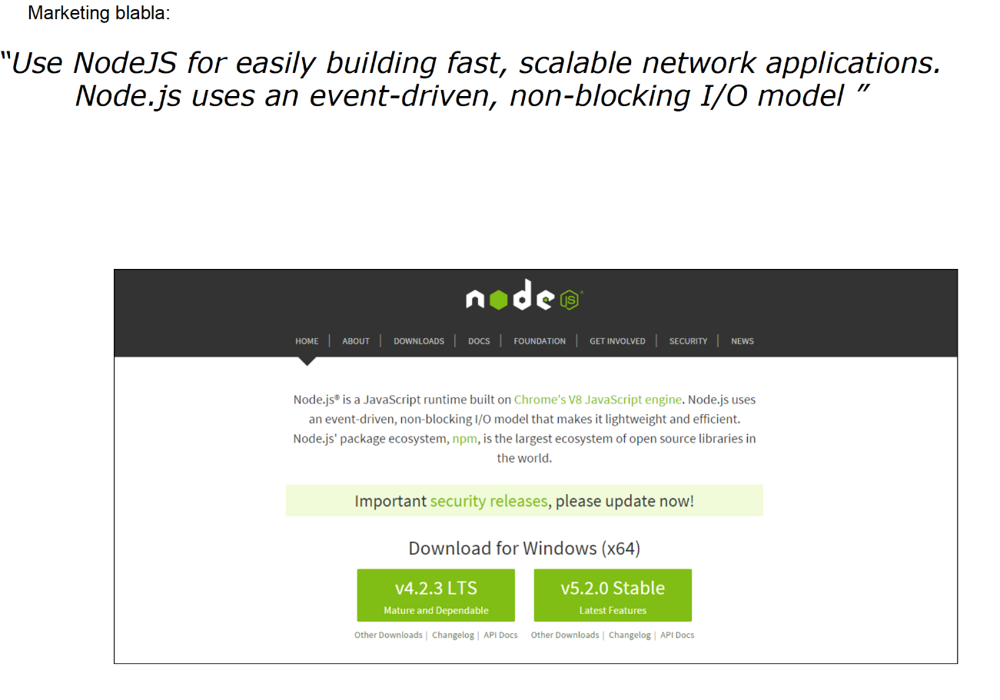 Marketing blabla:
“Use NodeJS for easily building fast, scalable network applications.
Node.js uses an event-driven, non-blocking I/O model ”
node JS®
HOME | ABOUT | DOWNLOADS | DOCS | FOUNDATION | GET INVOLVED | SECURITY | NEWS
Node.js® is a JavaScript runtime built on Chrome's V8 JavaScript engine. Node.js uses
an event-driven, non-blocking I/O model that makes it lightweight and efficient.
Node.js' package ecosystem, npm, is the largest ecosystem of open source libraries in
the world.
Important security releases, please update now!
Download for Windows (x64)
v4.2.3 LTS v5.2.0 Stable
Mature and Dependable Latest Features
Other Downloads | Changelog | API Docs Other Downloads | Changelog | API Docs